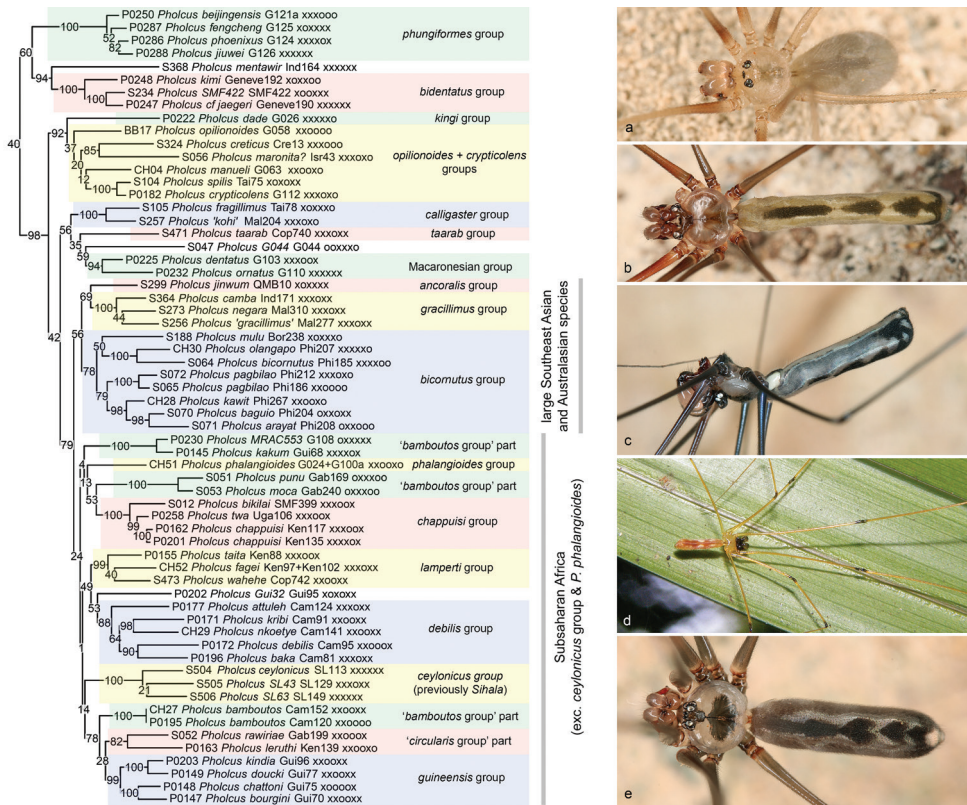 P0250 Pholcus beijingensis G121a xxxooo
P0287 Pholcus fengcheng G125 xoxxxx
P0286 Pholcus phoenixus G124 xxxxox
P0288 Pholcus jiuwei G126 xxxxxx
phungiformes group
S368 Pholcus mentawir Ind164 xxxxxx
P0248 Pholcus kimi Geneve192 xoxxoo
S234 Pholcus SMF422 SMF422 xooxxx
P0247 Pholcus cf jaegeri Geneve190 xxxxxx
bidentatus group
P0222 Pholcus dade G026 xxxxxo
kingi group
BB17 Pholcus opilionoides G058 xxxooo
S324 Pholcus creticus Cre13 xxxooo
S056 Pholcus maronita? Isr43 xoxxxo
CH04 Pholcus manueli G063 xxooxo
S104 Pholcus spilis Tai75 xoxoxx
P0182 Pholcus crypticolens G112 xxxoxo
opilionoides + crypticolens
groups
S105 Pholcus fragillimus Tai78 xxxoxx
S257 Pholcus 'kohi' Mal204 xxxoxo
calligaster group
S471 Pholcus taarab Cop740 xxxoxx
taarab group
S047 Pholcus G044 G044 ooxxxo
P0225 Pholcus dentatus G103 xxxxox
P0232 Pholcus ornatus G110 xxxxxx
Macaronesian group
S299 Pholcus jinwum QMB10 xoxxxx
ancoralis group
S364 Pholcus camba Ind171 xxxoxx
S273 Pholcus negara Mal310 xxxoxx
S256 Pholcus 'gracillimus' Mal277 xxxoxx
gracillimus group
S188 Pholcus mulu Bor238 xoxxxx
CH30 Pholcus olangapo Phi207 xxxxxo
S064 Pholcus bicornutus Phi185 xxxxoo
S072 Pholcus pagbilao Phi212 xxxoxo
S065 Pholcus pagbilao Phi186 xxoooo
CH28 Pholcus kawit Phi267 xxxoxo
S070 Pholcus baguio Phi204 oxxoxx
S071 Pholcus arayat Phi208 oxxoxx
bicornutus group
large Southeast Asian
and Australasian species
P0230 Pholcus MRAC553 G108 oxxxxx
P0145 Pholcus kakum Gui68 xxxxox
'bamboutos group' part
CH51 Pholcus phalangioides G024+G100a xxooxo
phalangioides group
S051 Pholcus punu Gab169 oxxxxx
S053 Pholcus moca Gab240 oxxxoo
'bamboutos group' part
S012 Pholcus bikilai SMF399 xxxoxx
P0258 Pholcus twa Uga106 xxxoox
P0162 Pholcus chappuisi Ken117 xxxoox
P0201 Pholcus chappuisi Ken135 xxxxox
chappuisi group
P0155 Pholcus taita Ken88 xxxoox
CH52 Pholcus fagei Ken97+Ken102 xxxoxo
S473 Pholcus wahehe Cop742 xxooxx
lamperti group
P0202 Pholcus Gui32 Gui95 xoxoxx
P0177 Pholcus attuleh Cam124 xxxoxo
P0171 Pholcus kribi Cam91 xxxoxx
CH29 Pholcus nkoetye Cam141 xxxoxx
P0172 Pholcus debilis Cam95 xxooox
P0196 Pholcus baka Cam81 xxxoxx
debilis group
S504 Pholcus ceylonicus SL113 xxxxxx
S505 Pholcus SL43 SL129 xxxoxx
S506 Pholcus SL63 SL149 xxxxxx
ceylonicus group
(previously Sihala)
CH27 Pholcus bamboutos Cam152 xxxoxo
P0195 Pholcus bamboutos Cam120 xxoooo
'bamboutos group' part
S052 Pholcus rawiriae Gab199 xxxoxx
P0163 Pholcus leruthi Ken139 xxxoxo
'circularis group' part
P0203 Pholcus kindia Gui96 xxooxx
P0149 Pholcus doucki Gui77 xxooxx
P0148 Pholcus chattoni Gui75 xoooox
P0147 Pholcus bourgini Gui70 xxxoox
guineensis group
Subsaharan Africa
(exc. ceylonicus group & P. phalangioides)
100
52
82
60
94
100
100
40
92
37
85
20
12
100
98
100
56
35
59
94
69
100
44
56
42
50
100
78
100
79
98
98
79
100
4
13
100
53
99
100
24
99
40
49
53
98
88
64
90
1
100
21
14
100
78
82
28
99
100
a
b
c
d
e